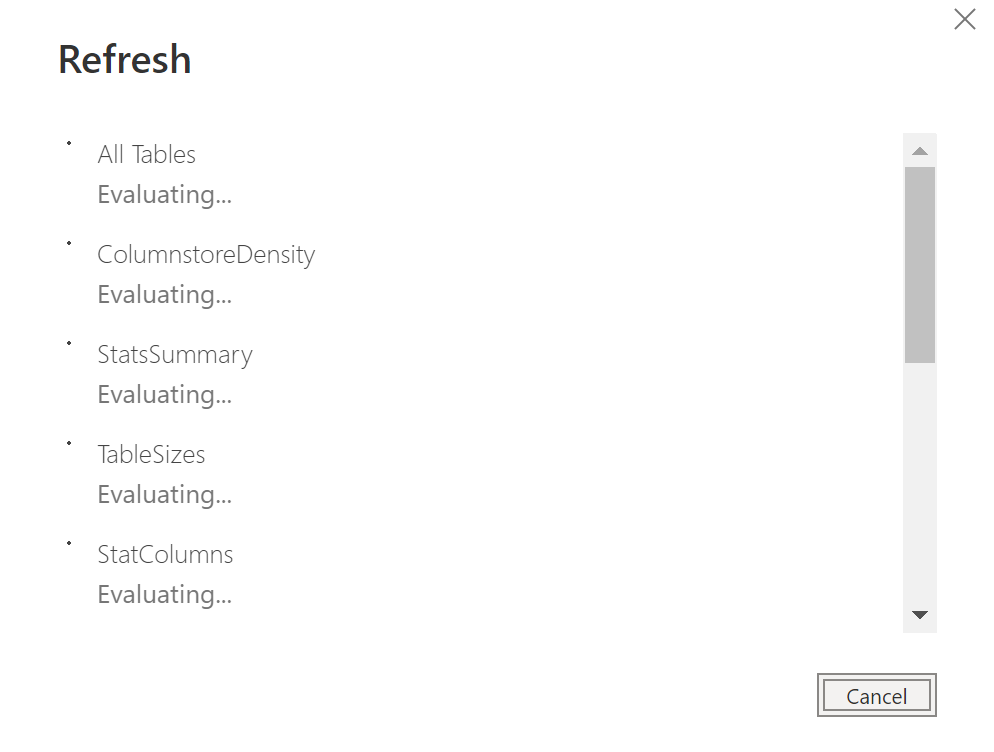 Refresh
All Tables
Evaluating...
ColumnstoreDensity
Evaluating...
StatsSummary
Evaluating...
TableSizes
Evaluating...
StatColumns
Evaluating...
Cancel